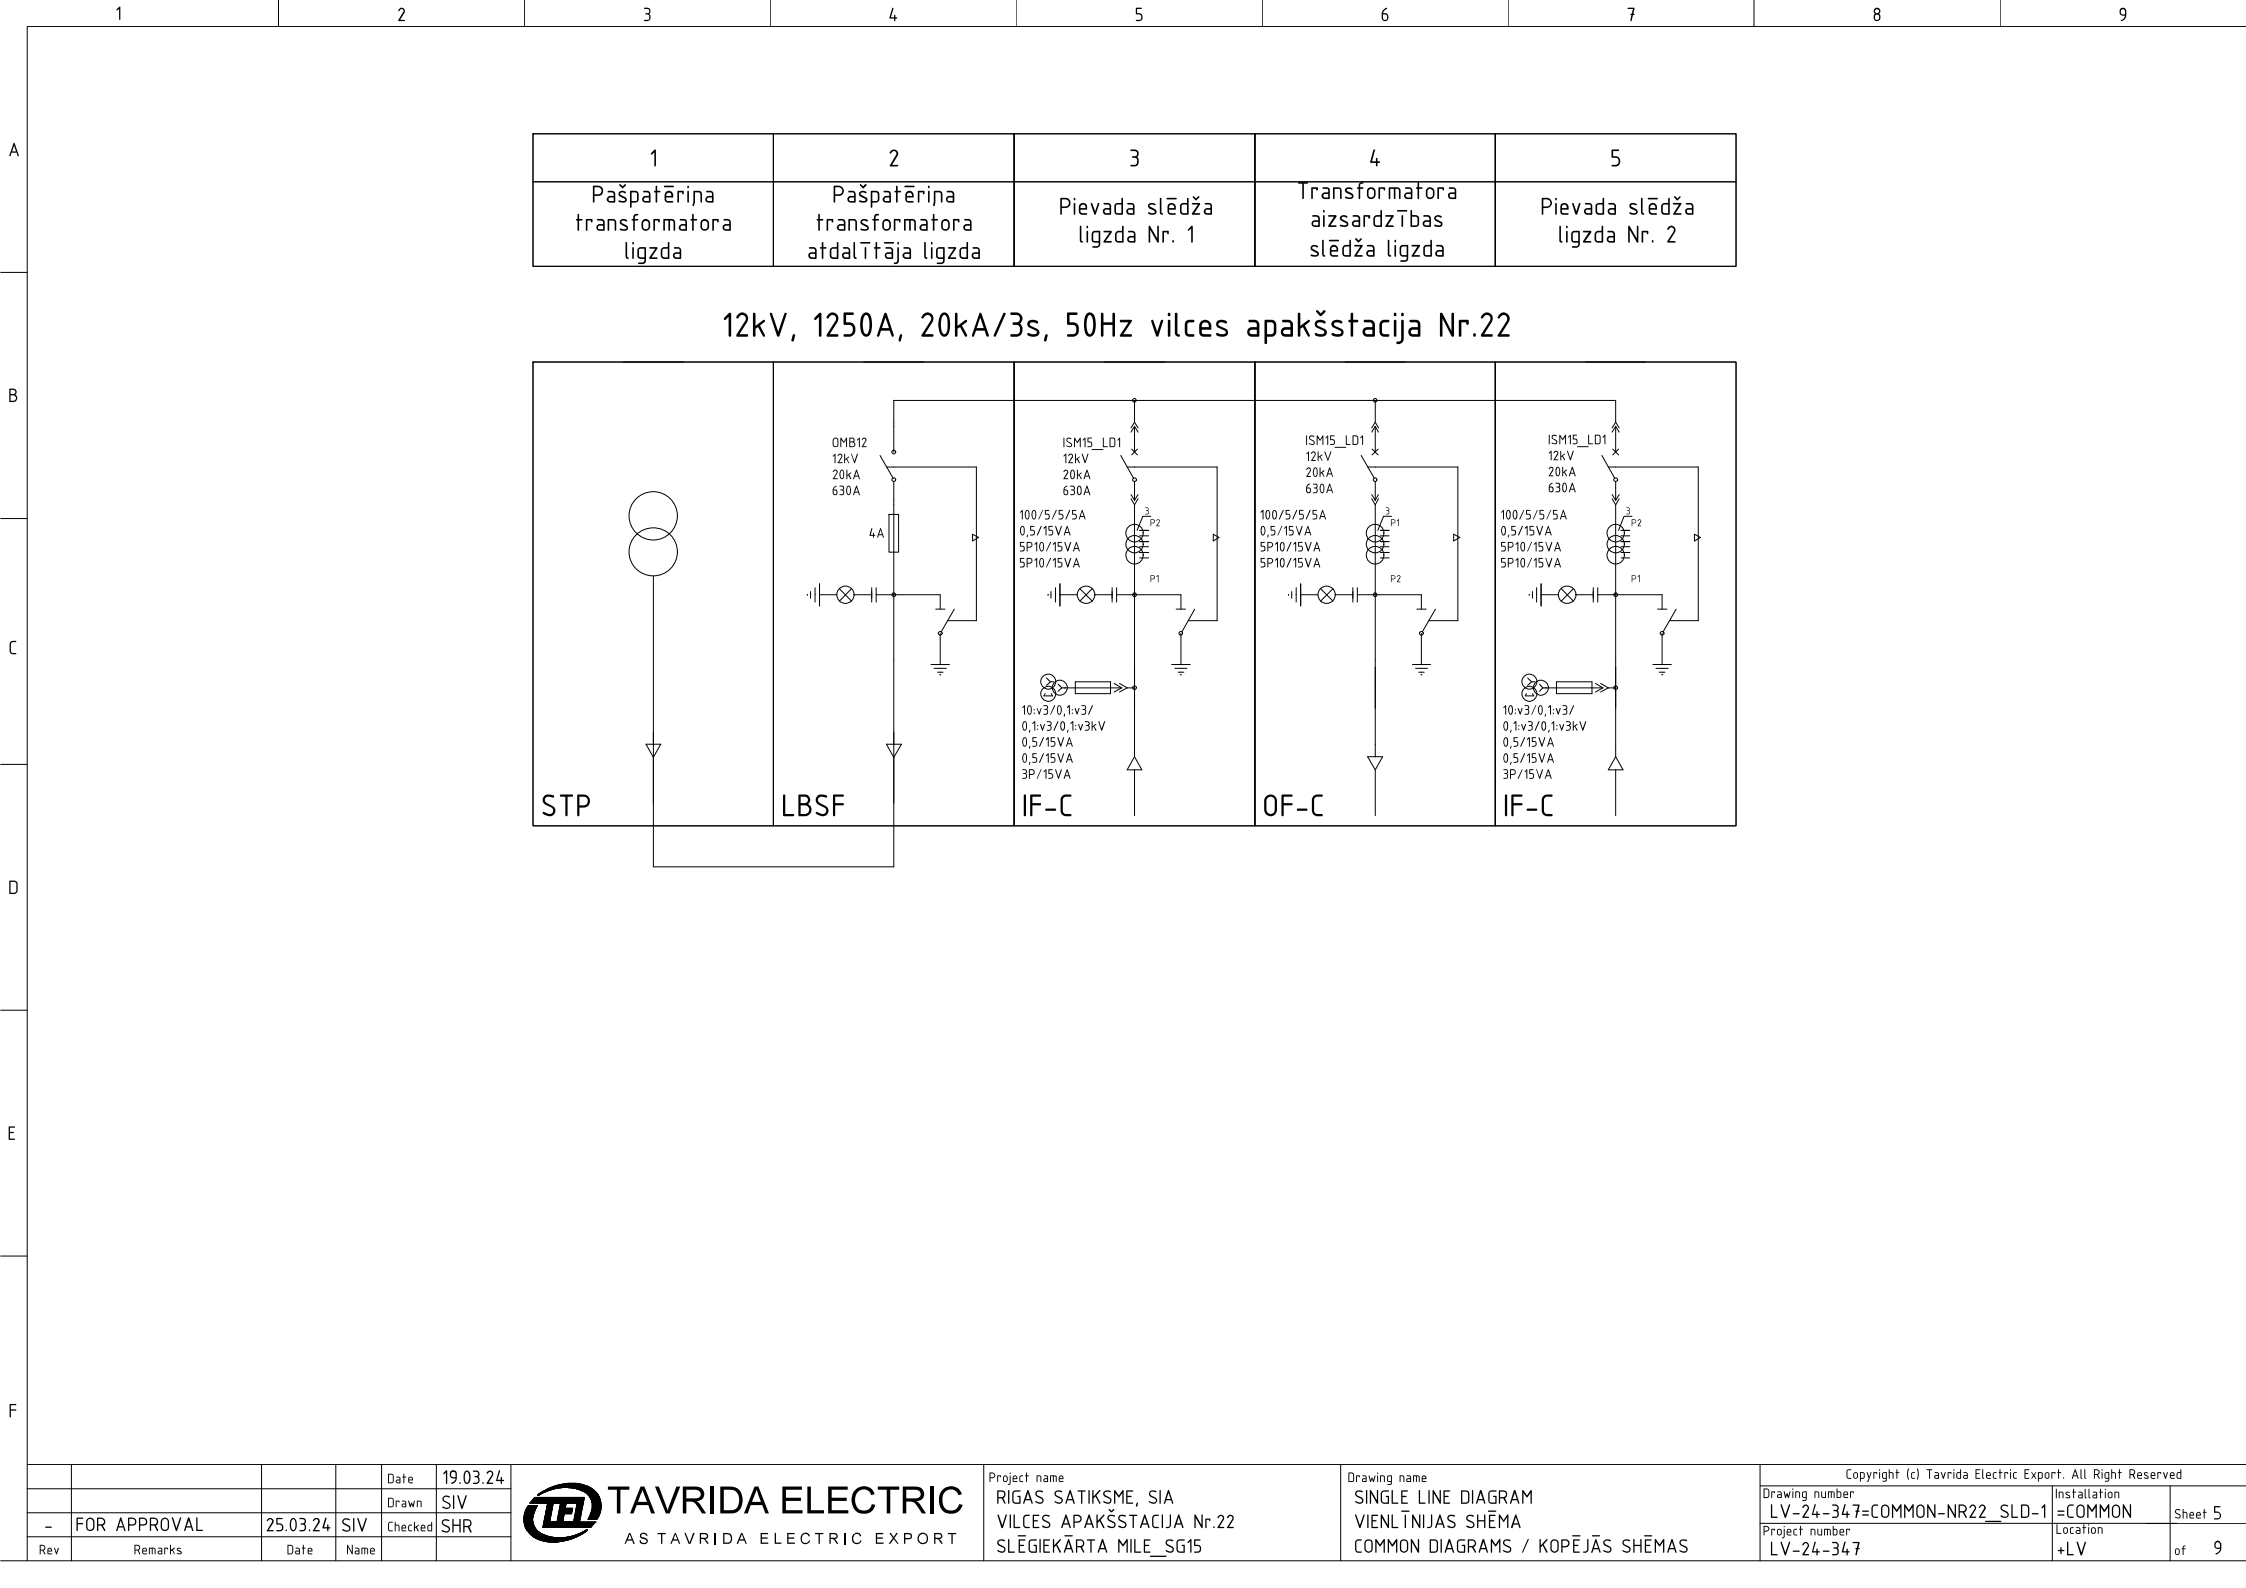 1 2 3 4 5 6 7 8 9
A
B
C
D
E
F
1
Pašpatēriņa
transformatora
ligzda
2
Pašpatēriņa
transformatora
atdalītāja ligzda
3
Pievada slēdža
ligzda Nr. 1
4
Transformatora
aizsardzības
slēdža ligzda
5
Pievada slēdža
ligzda Nr. 2
12kV, 1250A, 20kA/3s, 50Hz vilces apakšstacija Nr.22
STP
OMB12
12kV
20kA
630A
4A
LBSF
ISM15_LD1
12kV
20kA
630A
100/5/5/5A
0,5/15VA
5P10/15VA
5P10/15VA
3
P2
P1
10:v3/0,1:v3/
0,1:v3/0,1:v3kV
0,5/15VA
0,5/15VA
3P/15VA
IF-C
ISM15_LD1
12kV
20kA
630A
100/5/5/5A
0,5/15VA
5P10/15VA
5P10/15VA
3
P1
P2
OF-C
ISM15_LD1
12kV
20kA
630A
100/5/5/5A
0,5/15VA
5P10/15VA
5P10/15VA
3
P2
P1
10:v3/0,1:v3/
0,1:v3/0,1:v3kV
0,5/15VA
0,5/15VA
3P/15VA
IF-C
Date 19.03.24
Drawn SIV
- FOR APPROVAL 25.03.24 SIV Checked SHR
Rev Remarks Date Name
TEL TAVRIDA ELECTRIC
AS TAVRIDA ELECTRIC EXPORT
Project name
RIGAS SATIKSME, SIA
VILCES APAKŠSTACIJA Nr.22
SLĒGIEKĀRTA MILE_SG15
Drawing name
SINGLE LINE DIAGRAM
VIENLĪNIJAS SHĒMA
COMMON DIAGRAMS / KOPĒJĀS SHĒMAS
Copyright (c) Tavrida Electric Export. All Right Reserved
Drawing number
LV-24-347=COMMON-NR22_SLD-1
Installation
=COMMON
Sheet 5
Project number
LV-24-347
Location
+LV
of 9